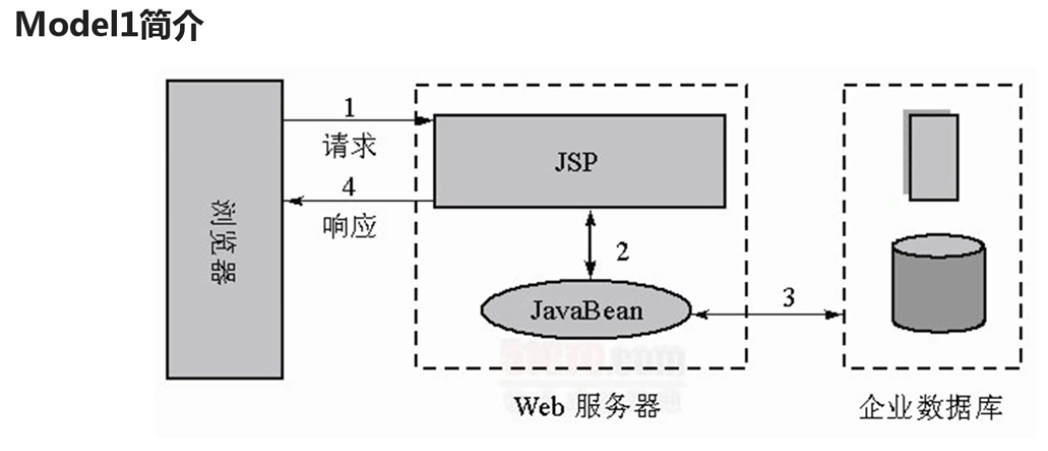 Model1简介
1
请求
JSP
4
响应
浏览器
2
JavaBean
3
Web 服务器
企业数据库